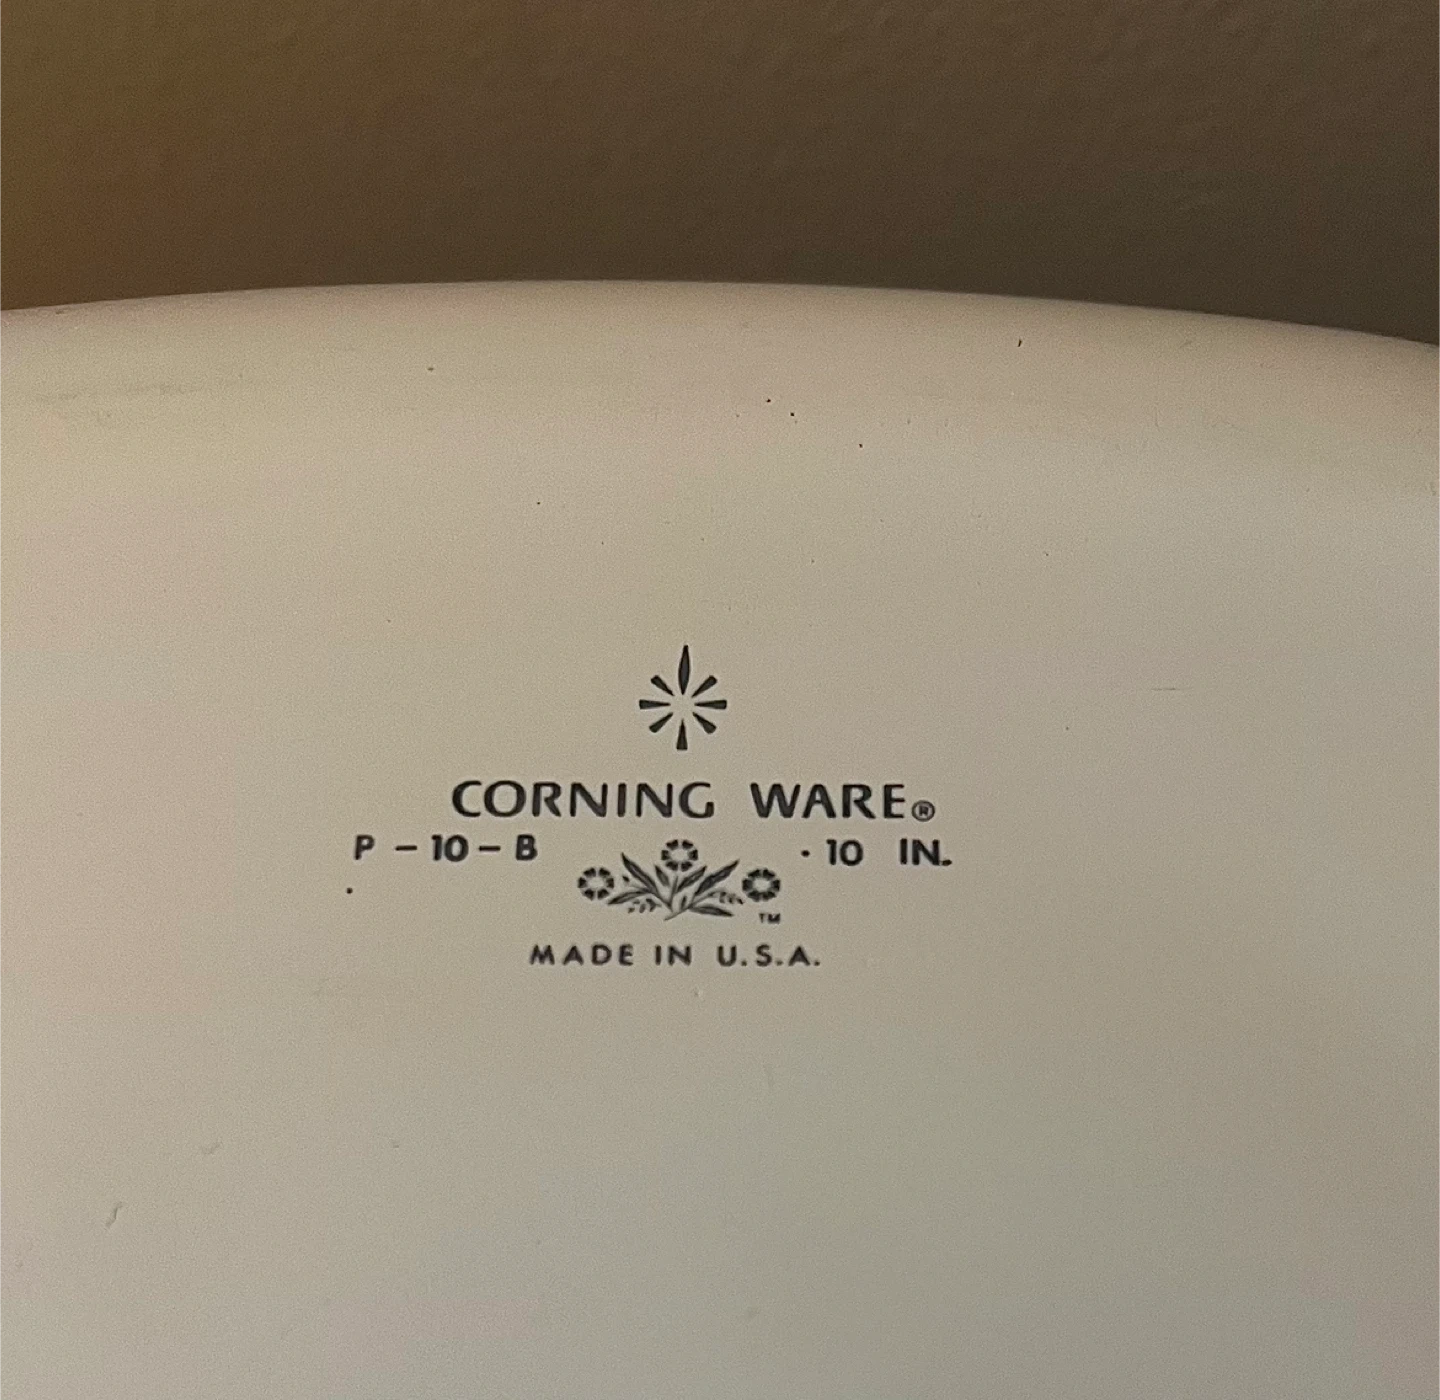 CORNING WARE®
P – 10 – B · 10 IN.
TM
MADE IN U.S.A.